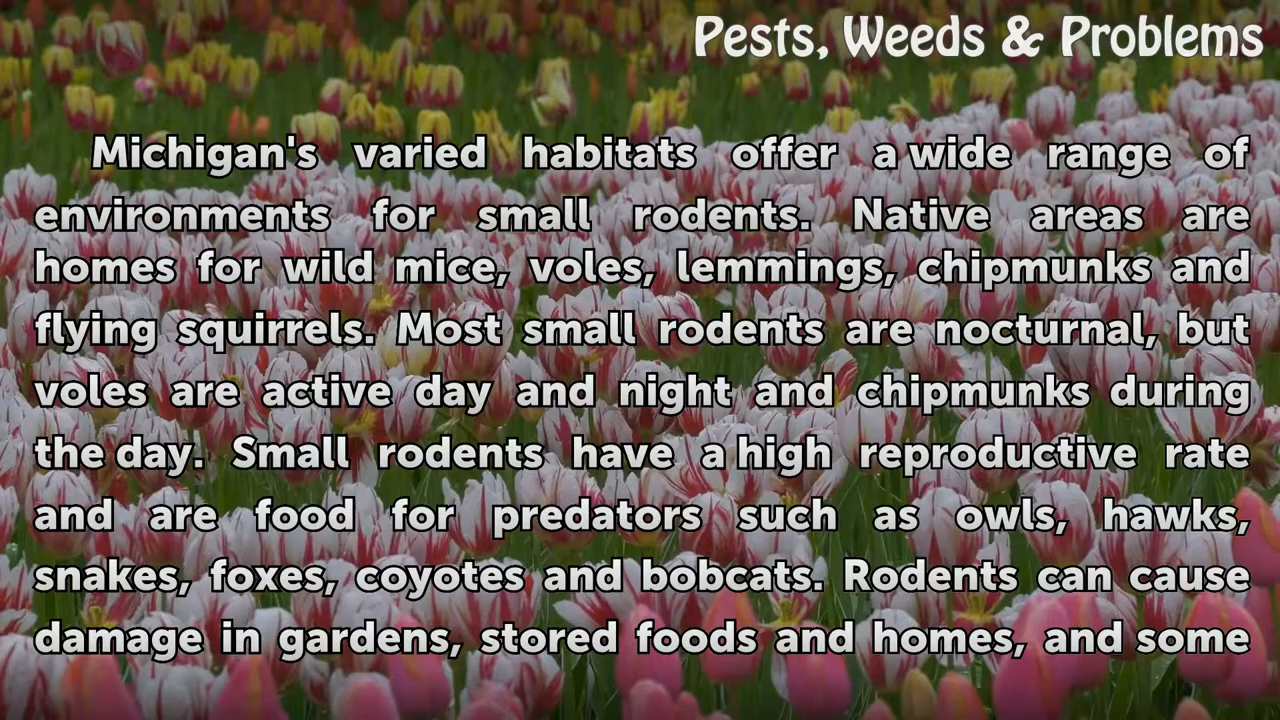 Pests, Weeds & Problems
Michigan's varied habitats offer a wide range of
environments for small rodents. Native areas are
homes for wild mice, voles, lemmings, chipmunks and
flying squirrels. Most small rodents are nocturnal, but
voles are active day and night and chipmunks during
the day. Small rodents have a high reproductive rate
and are food for predators such as owls, hawks,
snakes, foxes, coyotes and bobcats. Rodents can cause
damage in gardens, stored foods and homes, and some